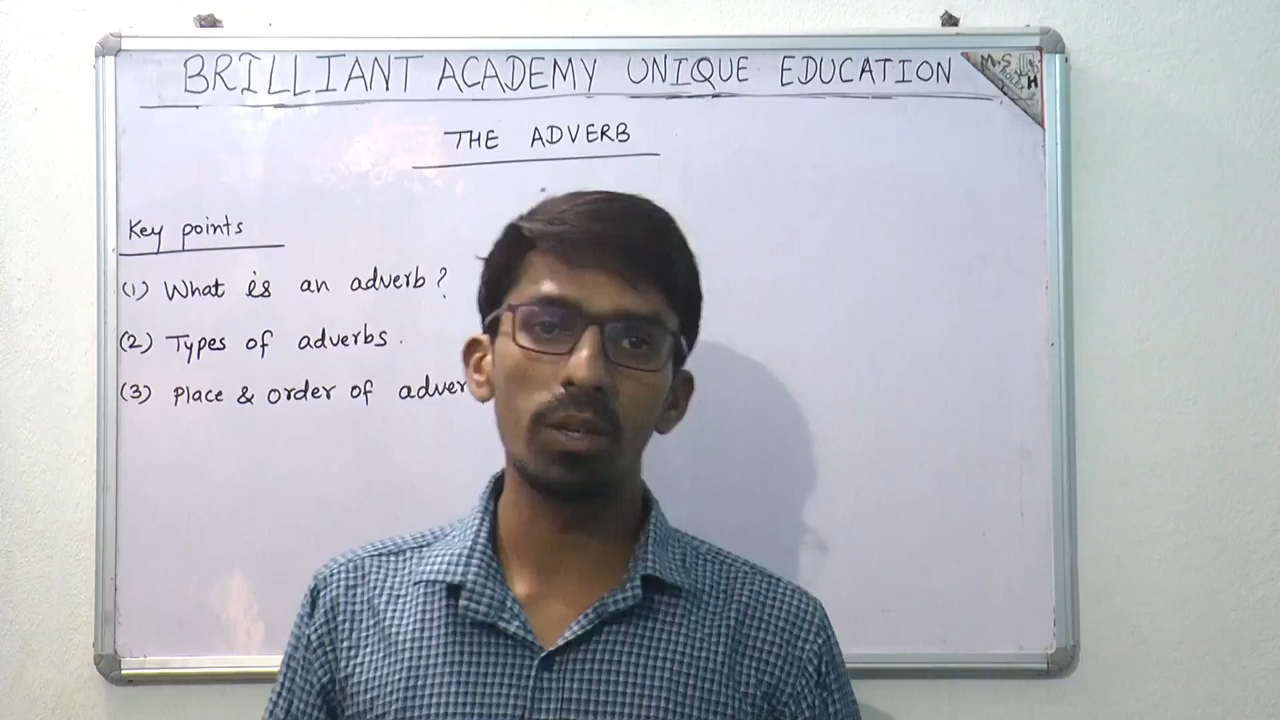 BRILLIANT ACADEMY UNIQUE EDUCATION
M.S
H
THE ADVERB
Key points
(1) What is an adverb?
(2) Types of adverbs.
(3) Place & order of adver